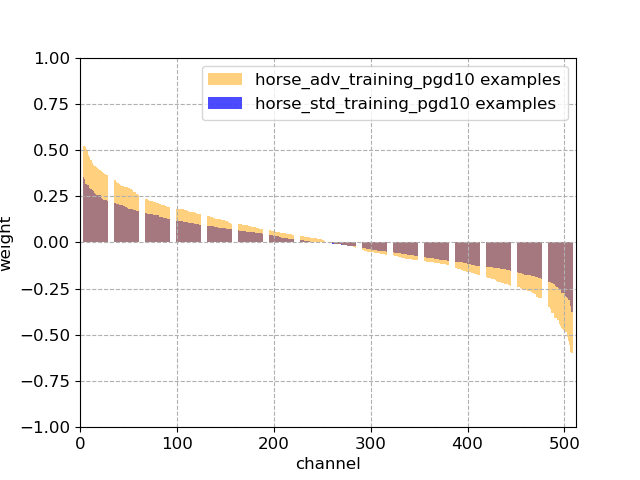 horse_adv_training_pgd10 examples
horse_std_training_pgd10 examples
1.00
0.75
0.50
0.25
0.00
−0.25
−0.50
−0.75
−1.00
weight
0 100 200 300 400 500
channel